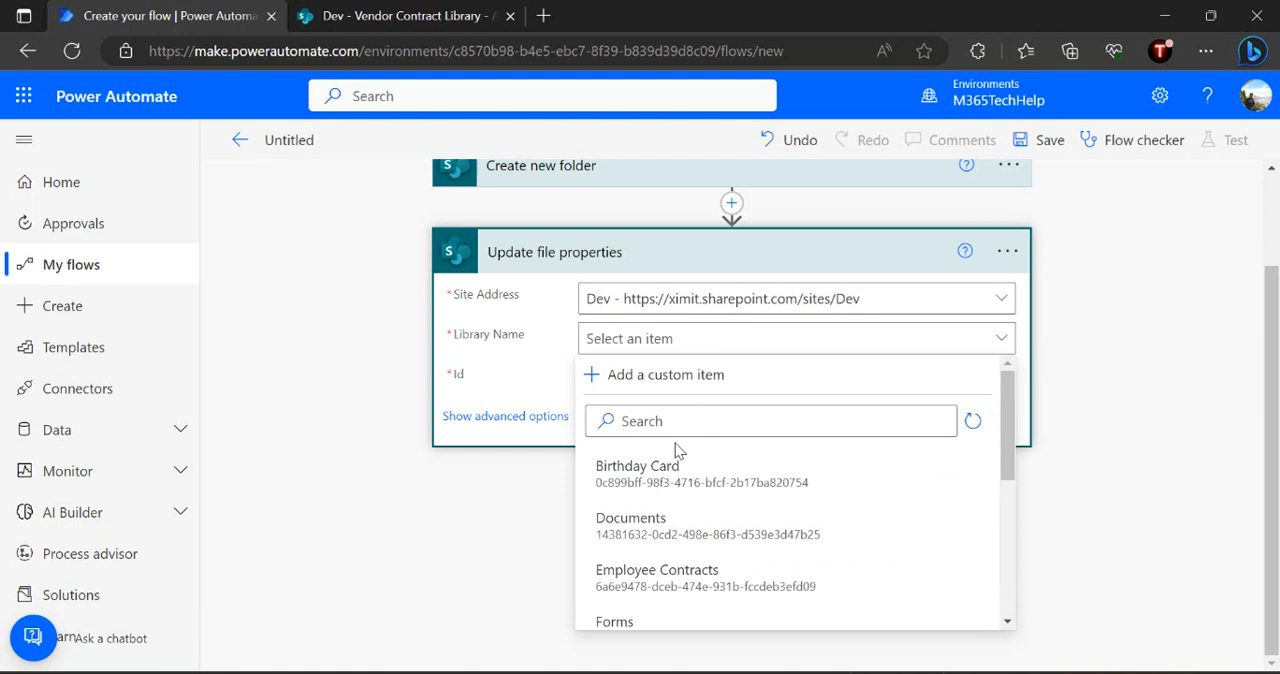 Create your flow | Power Automa
Dev - Vendor Contract Library - 
https://make.powerautomate.com/environments/c8570b98-b4e5-ebc7-8f39-b839d39d8c09/flows/new
T
Power Automate
Search
Environments
M365TechHelp
Untitled
Undo
Redo
Comments
Save
Flow checker
Test
Home
Approvals
My flows
Create
Templates
Connectors
Data
Monitor
AI Builder
Process advisor
Solutions
arn
Ask a chatbot
S
Create new folder
S
Update file properties
*Site Address
Dev - https://ximit.sharepoint.com/sites/Dev
*Library Name
Select an item
*Id
Show advanced options
Add a custom item
Search
Birthday Card
0c899bff-98f3-4716-bfcf-2b17ba820754
Documents
14381632-0cd2-498e-86f3-d539e3d47b25
Employee Contracts
6a6e9478-dceb-474e-931b-fccdeb3efd09
Forms